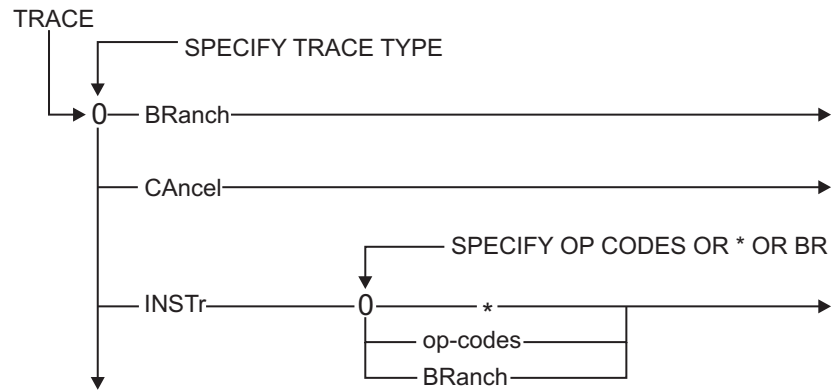 TRACE
SPECIFY TRACE TYPE
0 BRanch
CAncel
SPECIFY OP CODES OR * OR BR
INSTr 0 *
op-codes
BRanch